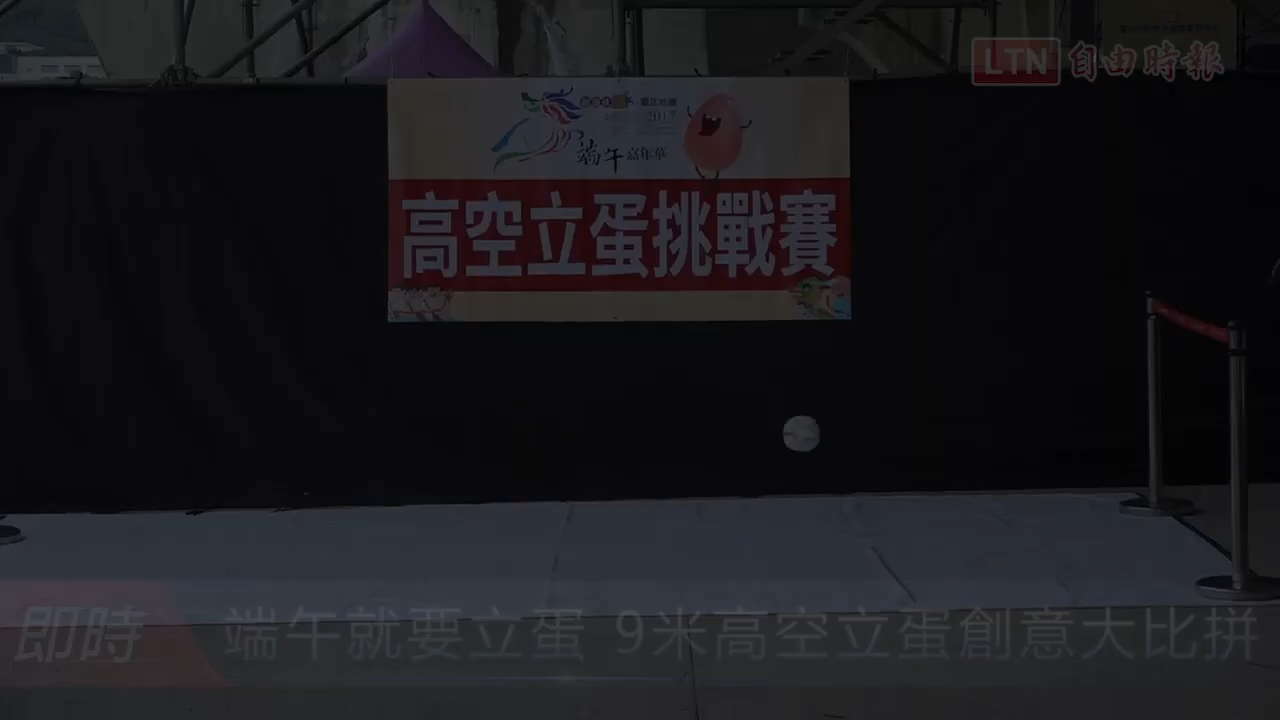 LTN 自由時報
2017
端午嘉年華
高空立蛋挑戰賽
即時 端午就要立蛋 9米高空立蛋創意大比拼